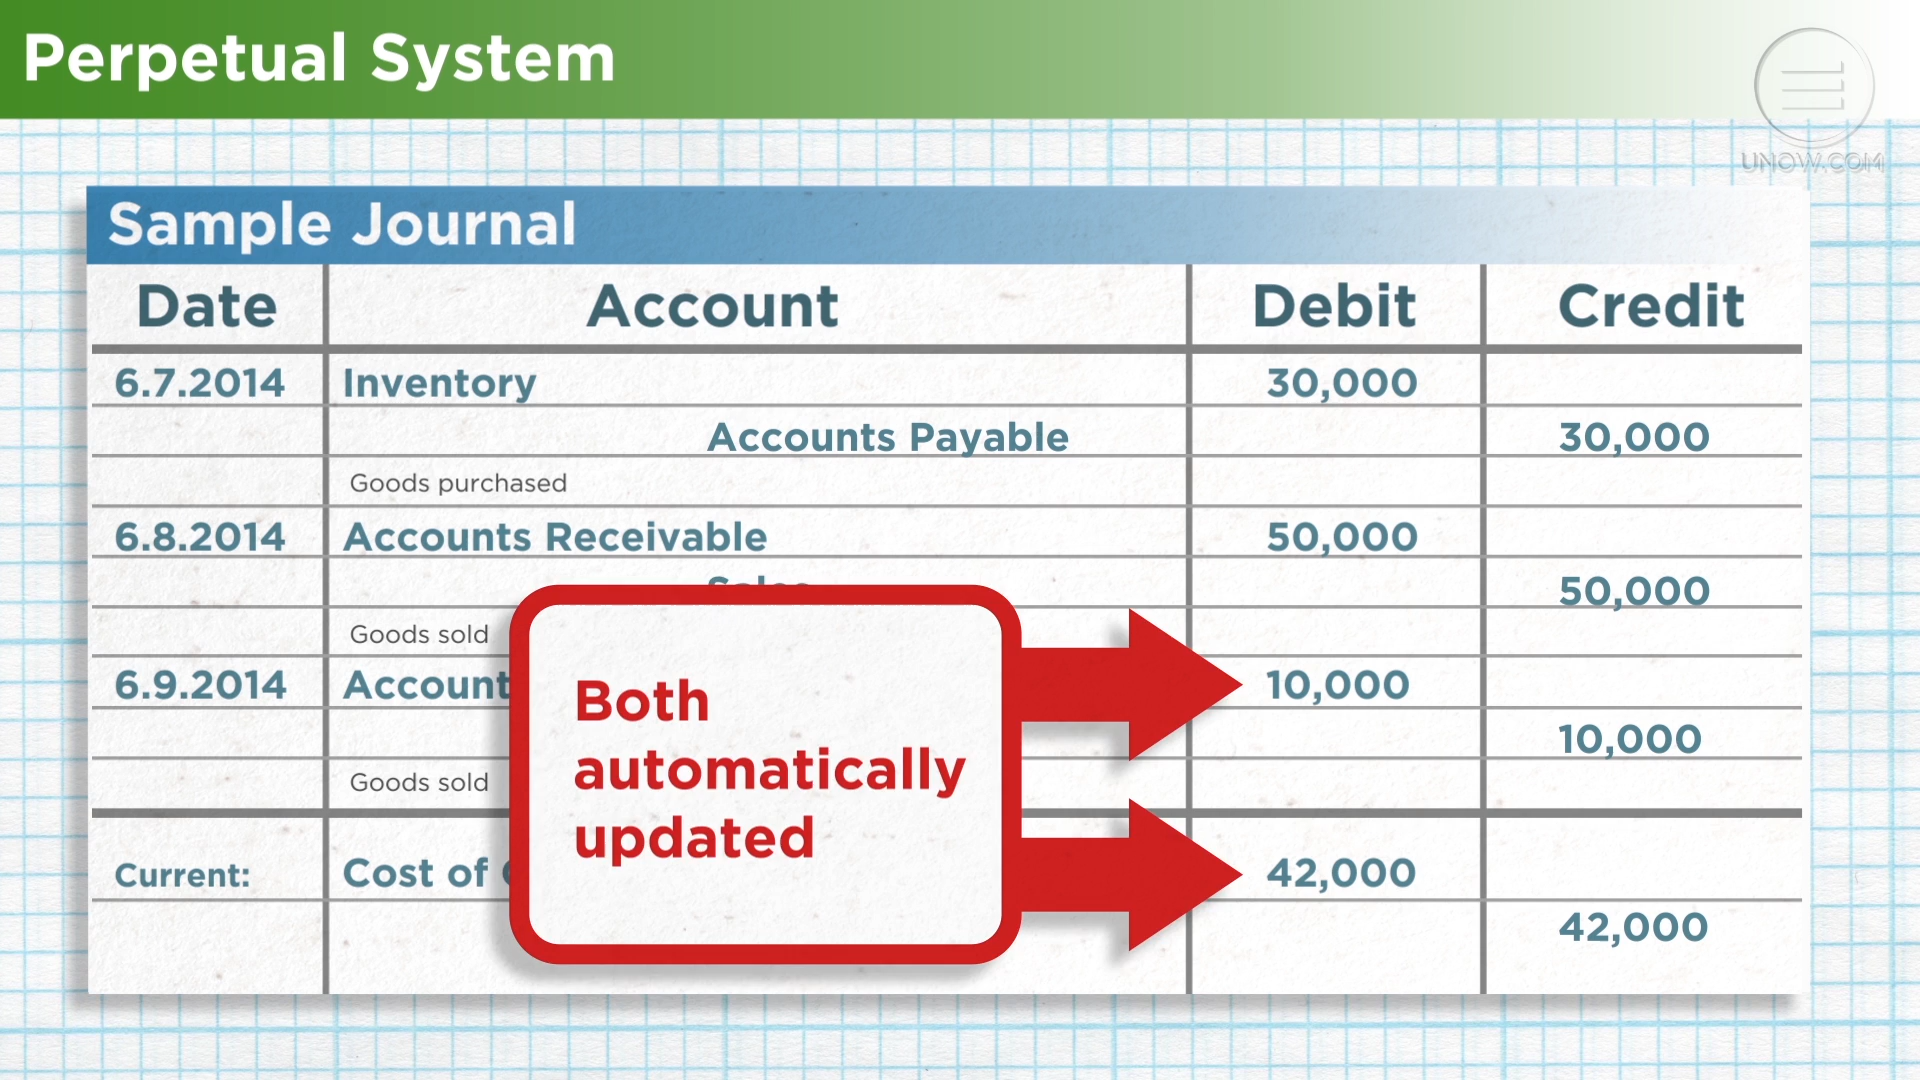 Perpetual System
UNOW.COM
Sample Journal
Date Account Debit Credit
6.7.2014 Inventory 30,000
Accounts Payable 30,000
Goods purchased
6.8.2014 Accounts Receivable 50,000
Sales 50,000
Goods sold
6.9.2014 Account 10,000
10,000
Goods sold
Current: Cost of 42,000
42,000
Both
automatically
updated